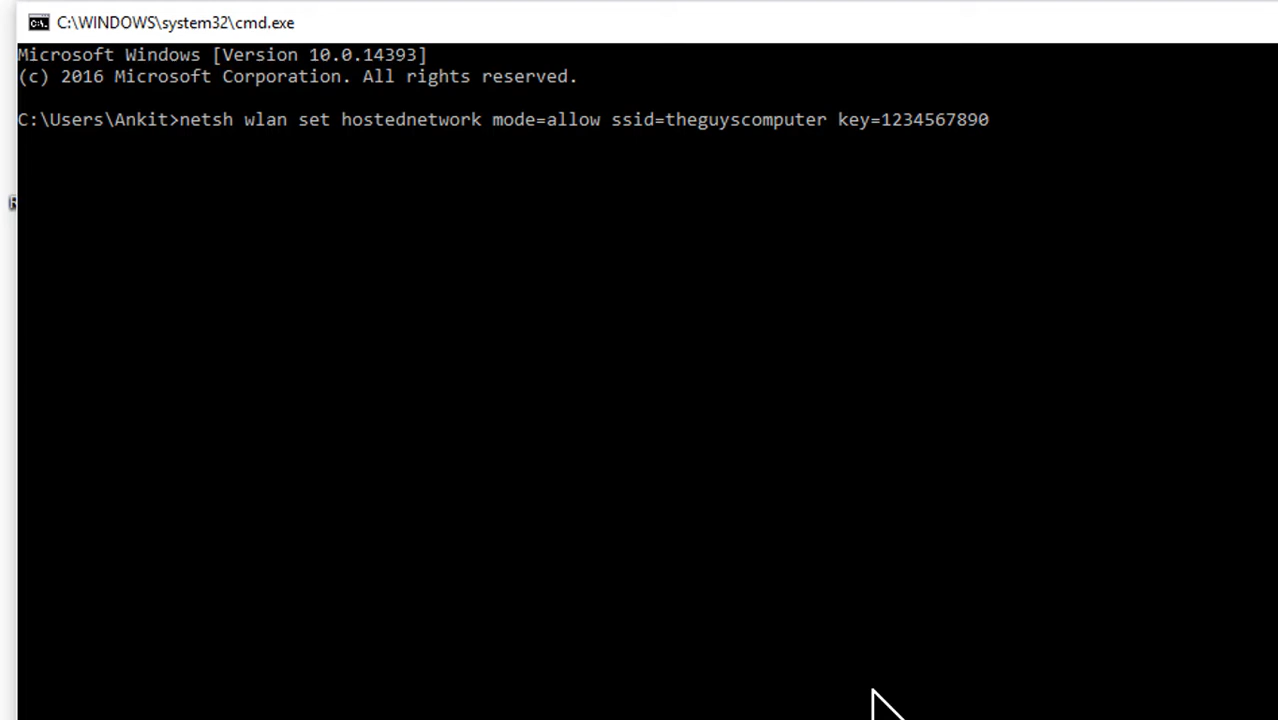 C:\WINDOWS\system32\cmd.exe
Microsoft Windows [Version 10.0.14393]
(c) 2016 Microsoft Corporation. All rights reserved.
C:\Users\Ankit>netsh wlan set hostednetwork mode=allow ssid=theguyscomputer key=1234567890